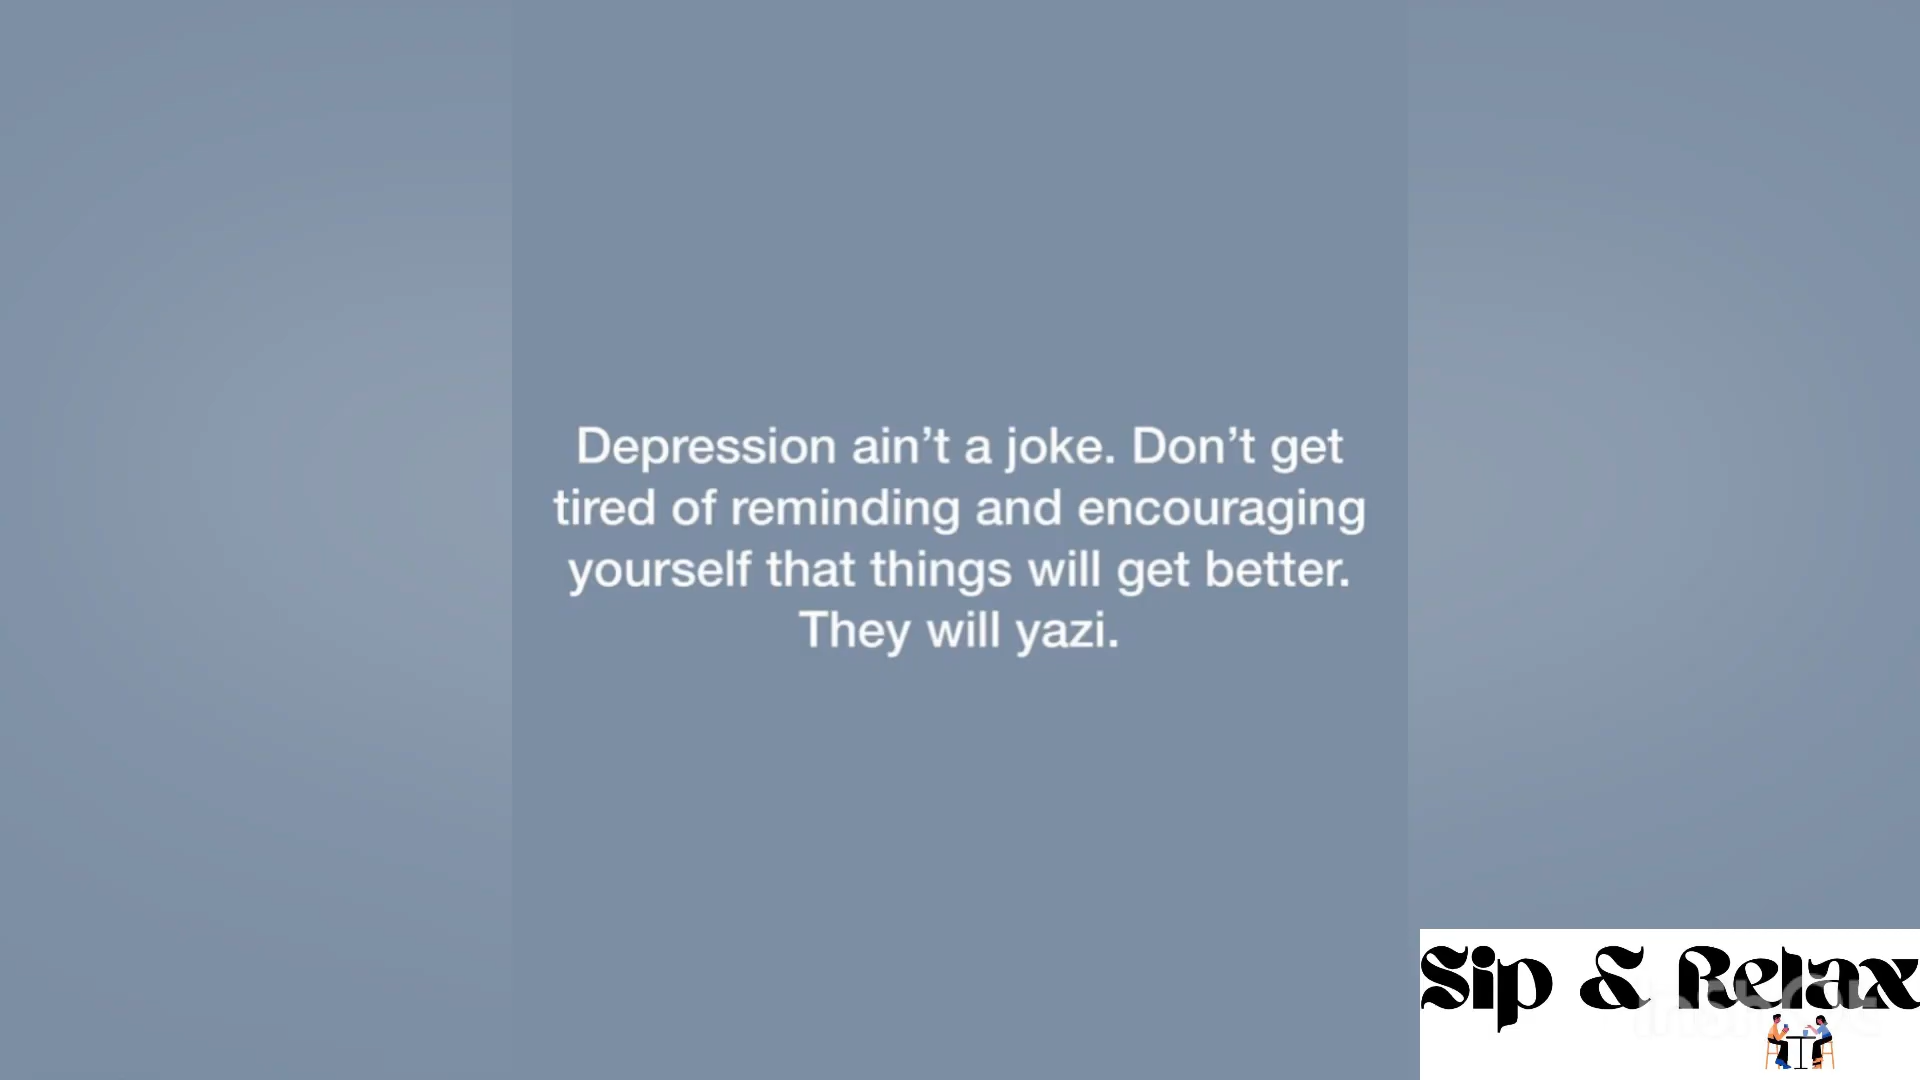 Depression ain’t a joke. Don’t get
tired of reminding and encouraging
yourself that things will get better.
They will yazi.
Sip & Relax
InShOt